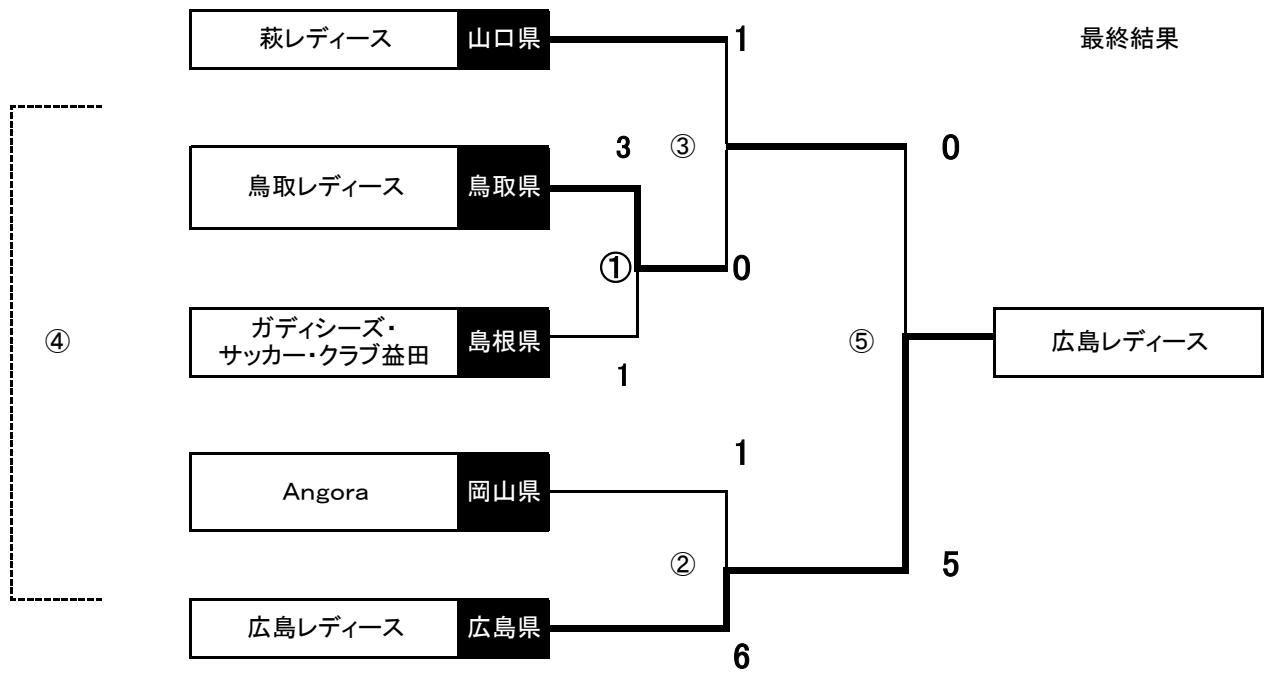 萩レディース 山口県 1 最終結果
3 ③ 0
鳥取レディース 鳥取県
① 0
ガディシーズ・
サッカー・クラブ益田
島根県
④ ⑤ 広島レディース
1
1
Angora 岡山県
② 5
広島レディース 広島県
6